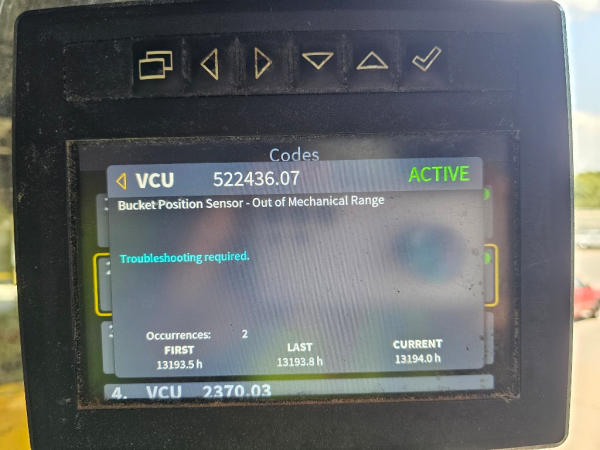 Codes
VCU 522436.07 ACTIVE
Bucket Position Sensor - Out of Mechanical Range
Troubleshooting required.
Occurrences: 2
FIRST LAST CURRENT
13193.5 h 13193.8 h 13194.0 h
4. VCU 2370.03